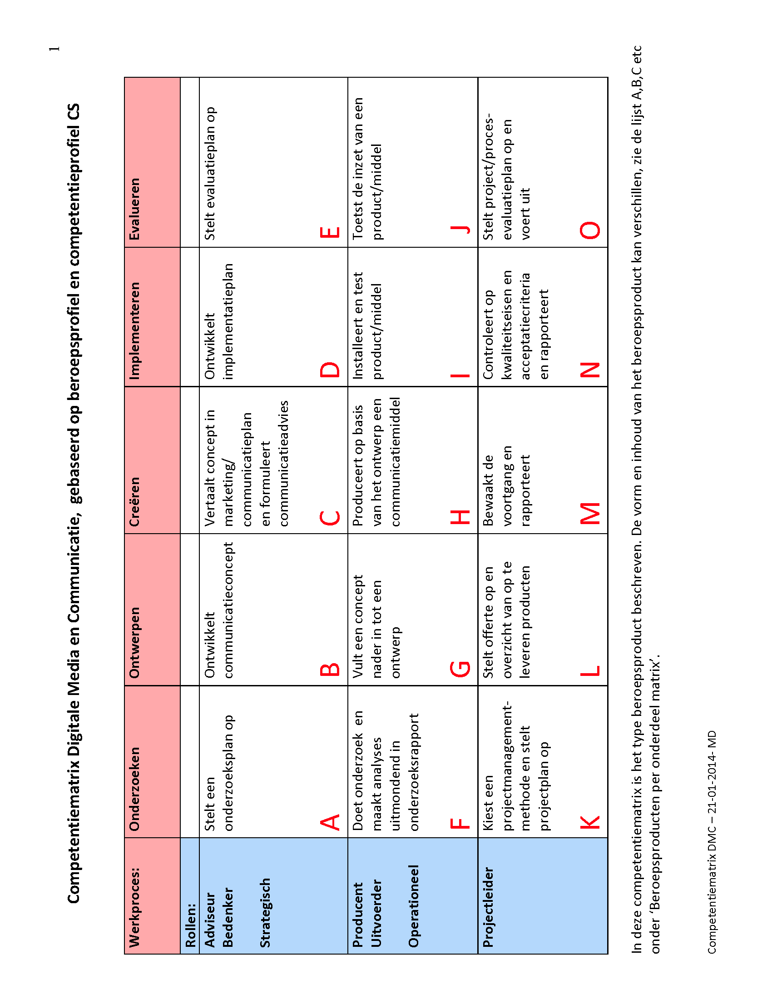 1
Competentiematrix Digitale Media en Communicatie, gebaseerd op beroepsprofiel en competentieprofiel CS
Werkproces:
Onderzoeken
Ontwerpen
Creëren
Implementeren
Evalueren
Rollen:
Adviseur
Bedenker
Strategisch
Stelt een
onderzoeksplan op
A
Ontwikkelt
communicatieconcept
B
Vertaalt concept in
marketing/
communicatieplan
en formuleert
communicatieadvies
C
Ontwikkelt
implementatieplan
D
Stelt evaluatieplan op
E
Producent
Uitvoerder
Operationeel
Doet onderzoek en
maakt analyses
uitmondend in
onderzoeksrapport
F
Vult een concept
nader in tot een
ontwerp
G
Produceert op basis
van het ontwerp een
communicatiemiddel
H
Installeert en test
product/middel
I
Toetst de inzet van een
product/middel
J
Projectleider
Kiest een
projectmanagement-
methode en stelt
projectplan op
K
Stelt offerte op en
overzicht van op te
leveren producten
L
Bewaakt de
voortgang en
rapporteert
M
Controleert op
kwaliteitseisen en
acceptatiecriteria
en rapporteert
N
Stelt project/proces-
evaluatieplan op en
voert uit
O
In deze competentiematrix is het type beroepsproduct beschreven. De vorm en inhoud van het beroepsproduct kan verschillen, zie de lijst A,B,C etc
onder ‘Beroepsproducten per onderdeel matrix’.
Competentiematrix DMC – 21-01-2014- MD